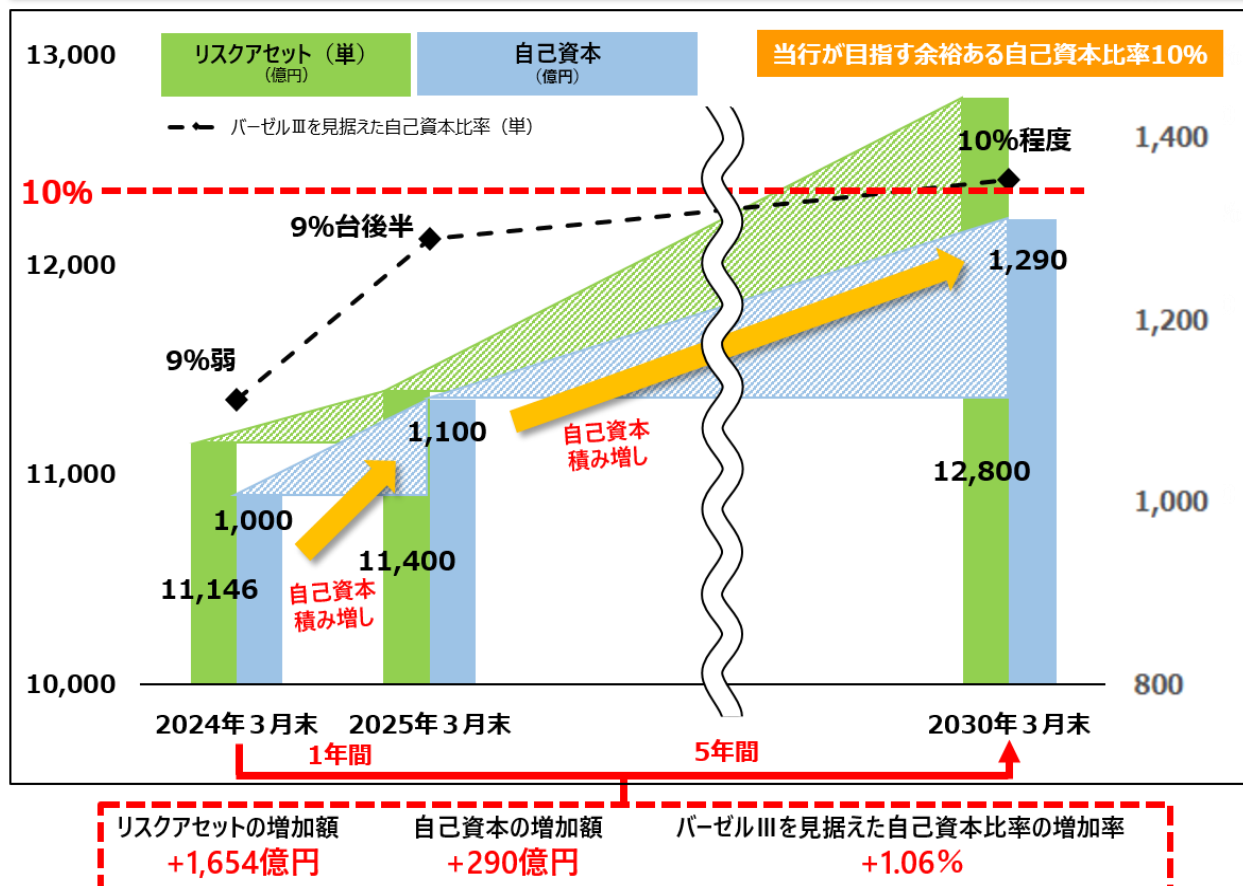 13,000
リスクアセット（単）
（億円）
自己資本
（億円）
当行が目指す余裕ある自己資本比率10%
バーゼルⅢを見据えた自己資本比率（単）
1,400
10%程度
10%
9%台後半
12,000
1,290
1,200
9%弱
1,100
自己資本
積み増し
11,000
12,800
1,000
1,000
11,400
11,146
自己資本
積み増し
10,000
800
2024年３月末
2025年３月末
2030年３月末
1年間
5年間
リスクアセットの増加額
自己資本の増加額
バーゼルⅢを見据えた自己資本比率の増加率
+1,654億円
+290億円
+1.06%